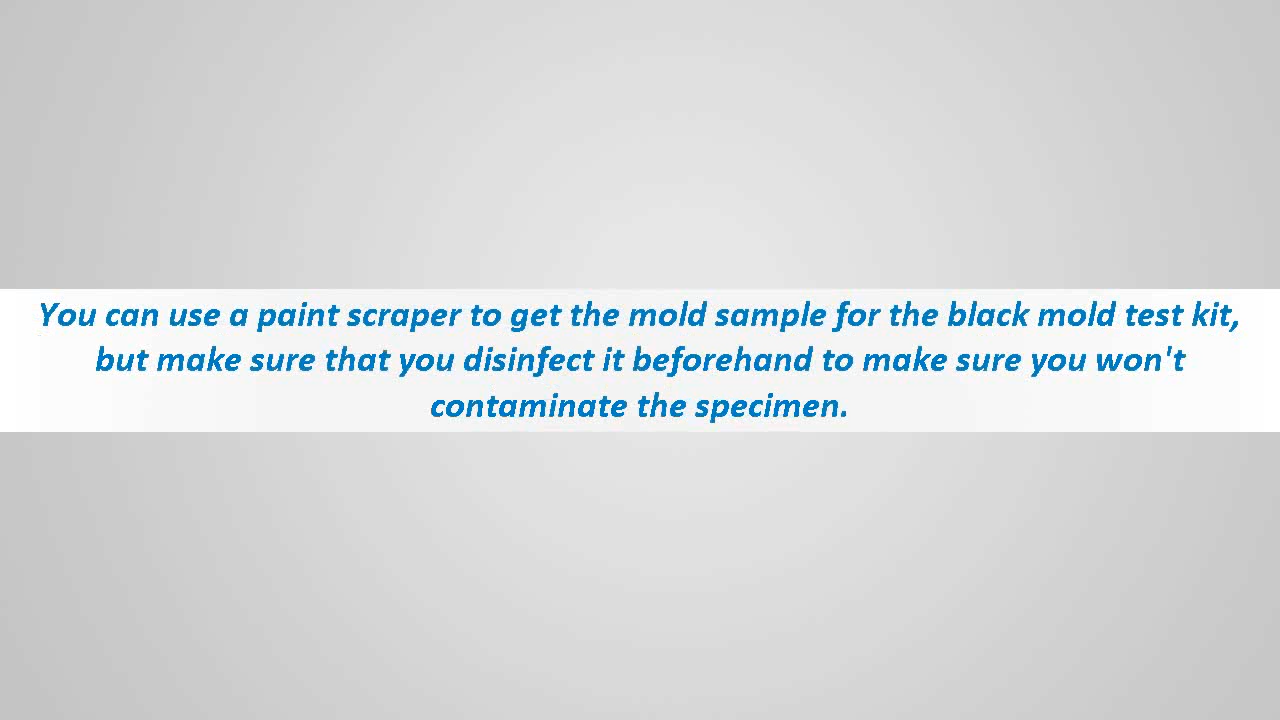 You can use a paint scraper to get the mold sample for the black mold test kit,
but make sure that you disinfect it beforehand to make sure you won't
contaminate the specimen.